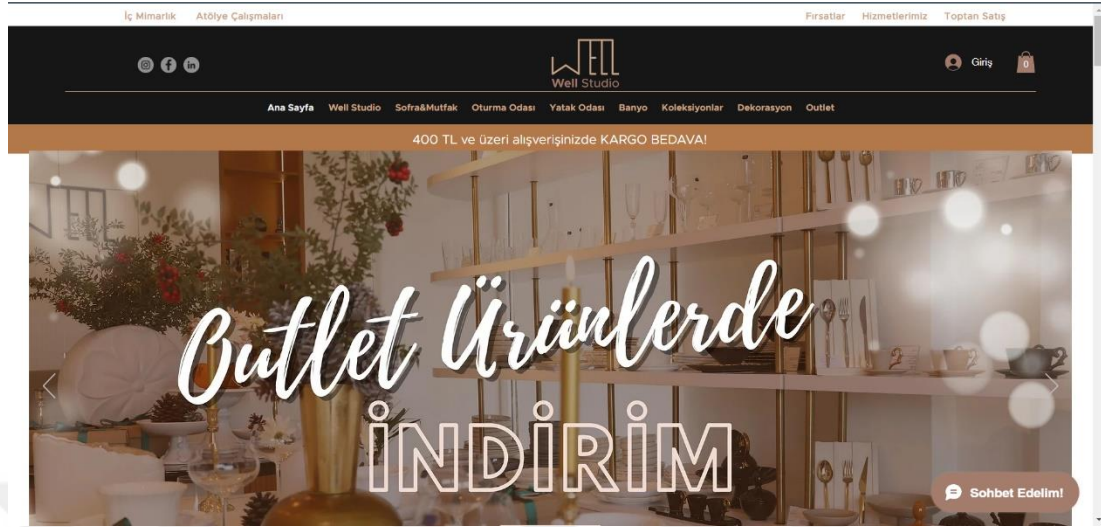 İç Mimarlık Atölye Çalışmaları Fırsatlar Hizmetlerimiz Toptan Satış
WELL
Well Studio
Giriş 0
Ana Sayfa Well Studio Sofra&Mutfak Oturma Odası Yatak Odası Banyo Koleksiyonlar Dekorasyon Outlet
400 TL ve üzeri alışverişinizde KARGO BEDAVA!
Outlet Ürünlerde
İNDİRİM
Sohbet Edelim!